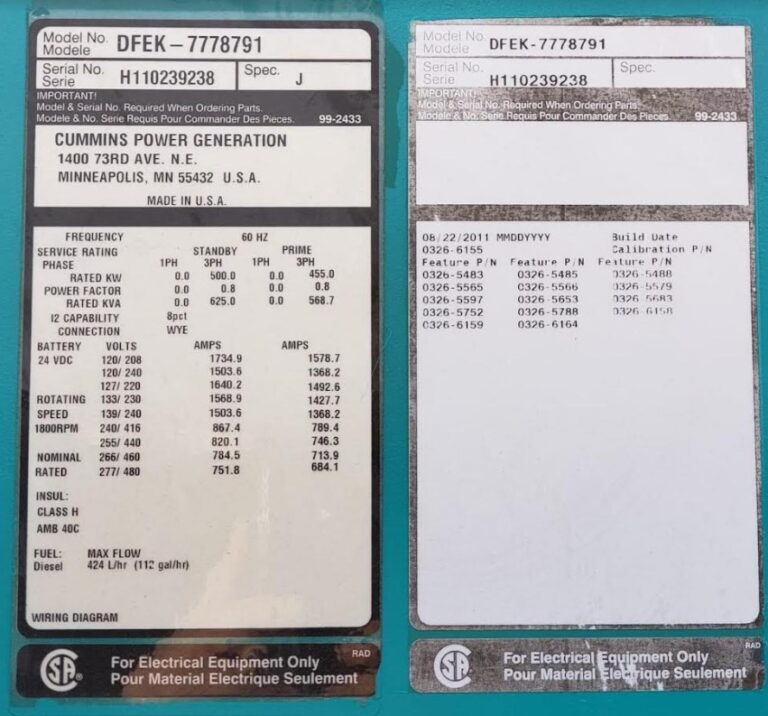 Model No.
Modele
DFEK-7778791
Serial No.
Serie
H110239238
Spec.
J
IMPORTANT!
Model & Serial No. Required When Ordering Parts.
Modele & No. Serie Requis Pour Commander Des Pieces.
99-2433
CUMMINS POWER GENERATION
1400 73RD AVE. N.E.
MINNEAPOLIS, MN 55432 U.S.A.
MADE IN U.S.A.
FREQUENCY 60 HZ
SERVICE RATING STANDBY PRIME
PHASE 1PH 3PH 1PH 3PH
RATED KW 0.0 500.0 0.0 455.0
POWER FACTOR 0.0 0.8 0.0 0.8
RATED KVA 0.0 625.0 0.0 568.7
I2 CAPABILITY 8pct
CONNECTION WYE
BATTERY VOLTS AMPS AMPS
24 VDC 120/ 208 1734.9 1578.7
120/ 240 1503.6 1368.2
127/ 220 1640.2 1492.6
ROTATING 133/ 230 1568.9 1427.7
SPEED 139/ 240 1503.6 1368.2
1800RPM 240/ 416 867.4 789.4
255/ 440 820.1 746.3
NOMINAL 266/ 460 784.5 713.9
RATED 277/ 480 751.8 684.1
INSUL:
CLASS H
AMB 40C
FUEL: MAX FLOW
Diesel 424 L/hr (112 gal/hr)
WIRING DIAGRAM
SA
For Electrical Equipment Only
Pour Material Electrique Seulement
RAD
Model No.
Modele
DFEK-7778791
Serial No.
Serie
H110239238
Spec.
IMPORTANT!
Model & Serial No. Required When Ordering Parts.
Modele & No. Serie Requis Pour Commander Des Pieces.
99-2433
08/22/2011 MMDDYYYY Build Date
0326-6155 Calibration P/N
Feature P/N Feature P/N Feature P/N
0326-5483 0326-5485 0326-5488
0326-5565 0326-5566 0326-5579
0326-5597 0326-5653 0326-5683
0326-5752 0326-5788 0326-6158
0326-6159 0326-6164
SA
For Electrical Equipment Only
Pour Material Electrique Seulement
RAD